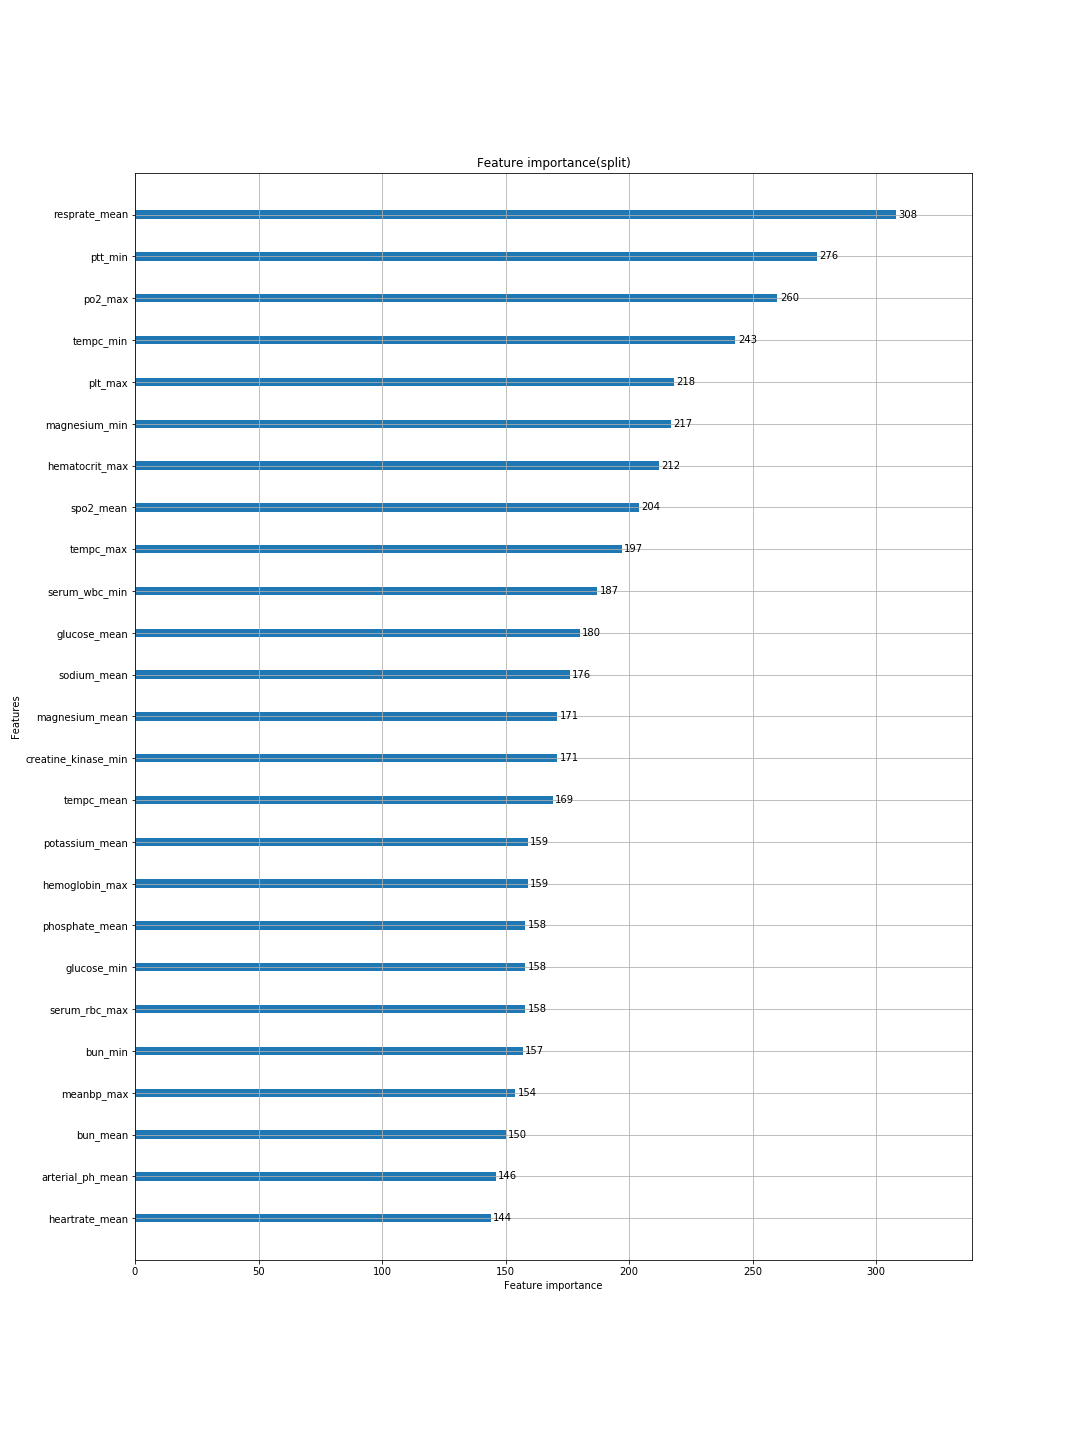 Feature importance(split)
resprate_mean 308
ptt_min 276
po2_max 260
tempc_min 243
plt_max 218
magnesium_min 217
hematocrit_max 212
spo2_mean 204
tempc_max 197
serum_wbc_min 187
glucose_mean 180
sodium_mean 176
Features
magnesium_mean 171
creatine_kinase_min 171
tempc_mean 169
potassium_mean 159
hemoglobin_max 159
phosphate_mean 158
glucose_min 158
serum_rbc_max 158
bun_min 157
meanbp_max 154
bun_mean 150
arterial_ph_mean 146
heartrate_mean 144
0 50 100 150 200 250 300
Feature importance